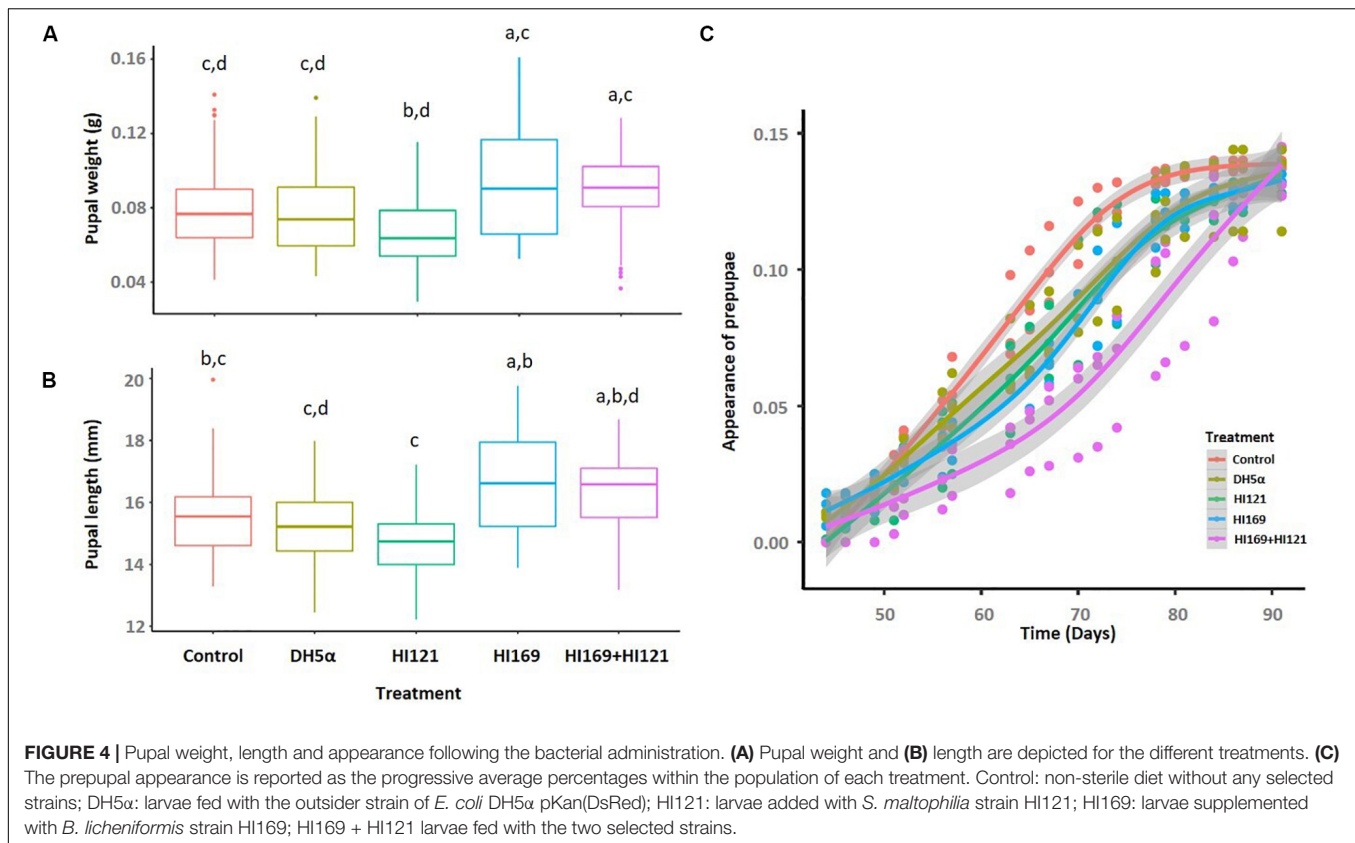 A
Pupal weight (g)
0.16
0.12
0.08
0.04
c,d
c,d
b,d
a,c
a,c
B
Pupal length (mm)
20
18
16
14
12
b,c
c,d
c
a,b
a,b,d
Control
DH5α
HI121
HI169
HI169+HI121
Treatment
C
Appearance of prepupae
0.15
0.10
0.05
0.00
50
60
70
80
90
Time (Days)
Treatment
Control
DH5α
HI121
HI169
HI169+HI121
FIGURE 4 | Pupal weight, length and appearance following the bacterial administration. (A) Pupal weight and (B) length are depicted for the different treatments. (C)
The prepupal appearance is reported as the progressive average percentages within the population of each treatment. Control: non-sterile diet without any selected
strains; DH5α: larvae fed with the outsider strain of E. coli DH5α pKan(DsRed); HI121: larvae added with S. maltophilia strain HI121; HI169: larvae supplemented
with B. licheniformis strain HI169; HI169 + HI121 larvae fed with the two selected strains.